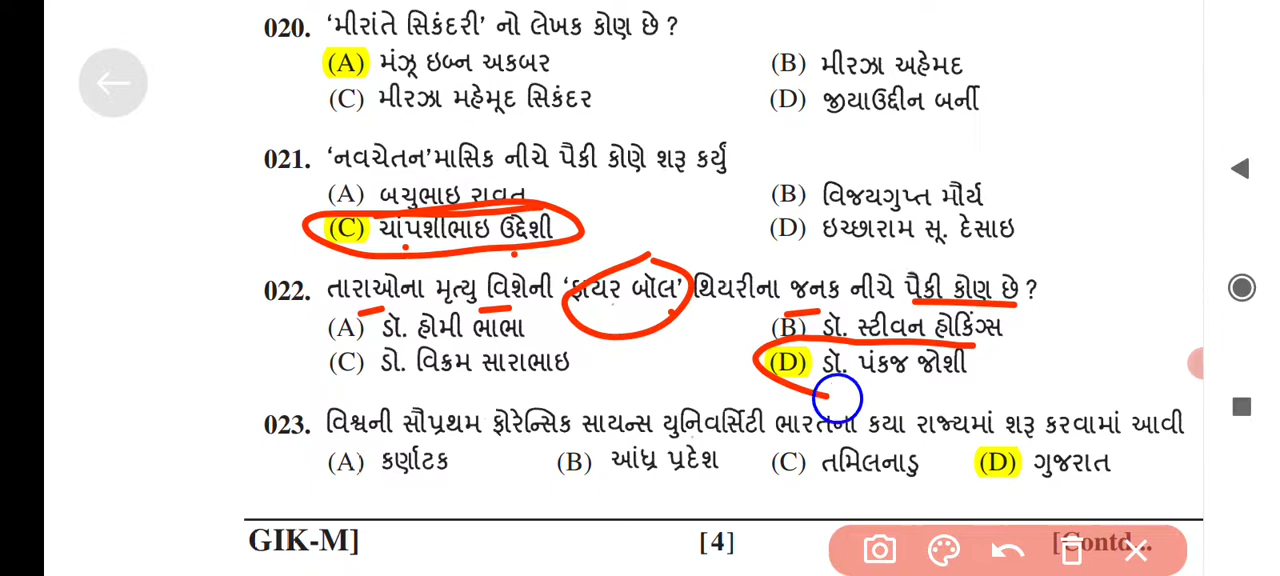 020. ‘મીરાંતે સિકંદરી’ નો લેખક કોણ છે ?
(A) મંઝૂ ઇબ્ન અકબર (B) મીરઝા અહેમદ
(C) મીરઝા મહેમૂદ સિકંદર (D) જીયાઉદ્દીન બર્ની
021. ‘નવચેતન’માસિક નીચે પૈકી કોણે શરૂ કર્યું
(A) બચુભાઇ રાવત (B) વિજયગુપ્ત મૌર્ય
(C) ચાંપશીભાઇ ઉદ્દેશી (D) ઇચ્છારામ સૂ. દેસાઇ
022. તારાઓના મૃત્યુ વિશેની ‘ફાયર બૉલ’ થિયરીના જનક નીચે પૈકી કોણ છે ?
(A) ડૉ. હોમી ભાભા (B) ડૉ. સ્ટીવન હોકિંગ્સ
(C) ડો. વિક્રમ સારાભાઇ (D) ડૉ. પંકજ જોશી
023. વિશ્વની સૌપ્રથમ ફોરેન્સિક સાયન્સ યુનિવર્સિટી ભારતના કયા રાજ્યમાં શરૂ કરવામાં આવી
(A) કર્ણાટક (B) આંધ્ર પ્રદેશ (C) તમિલનાડુ (D) ગુજરાત
GIK-M] [4] [Contd...